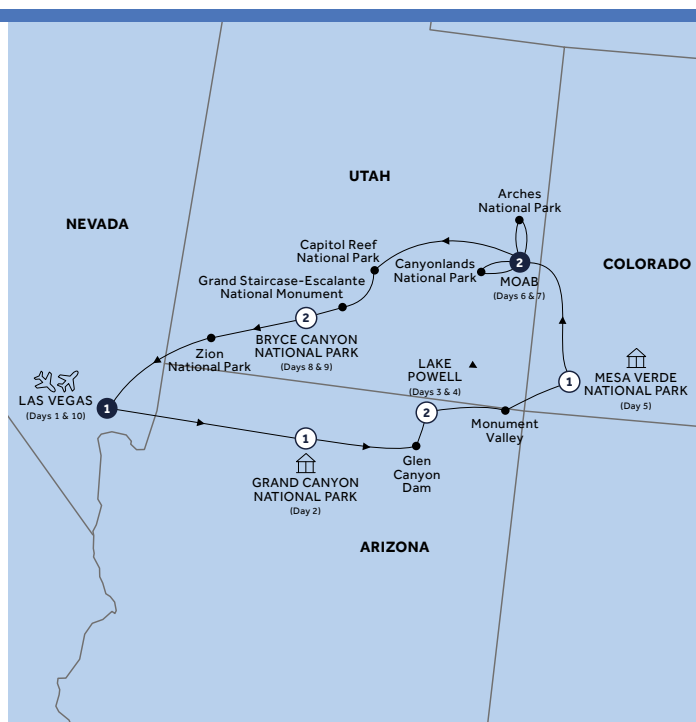 UTAH
Arches
National Park
NEVADA
Capitol Reef
National Park
Canyonlands
National Park
2
MOAB
(Days 6 & 7)
COLORADO
Grand Staircase-Escalante
National Monument
2
BRYCE CANYON
NATIONAL PARK
(Days 8 & 9)
Zion
National Park
LAKE
POWELL
(Days 3 & 4)
2
1
MESA VERDE
NATIONAL PARK
(Day 5)
LAS VEGAS
(Days 1 & 10)
1
Monument
Valley
1
GRAND CANYON
NATIONAL PARK
(Day 2)
Glen
Canyon
Dam
ARIZONA